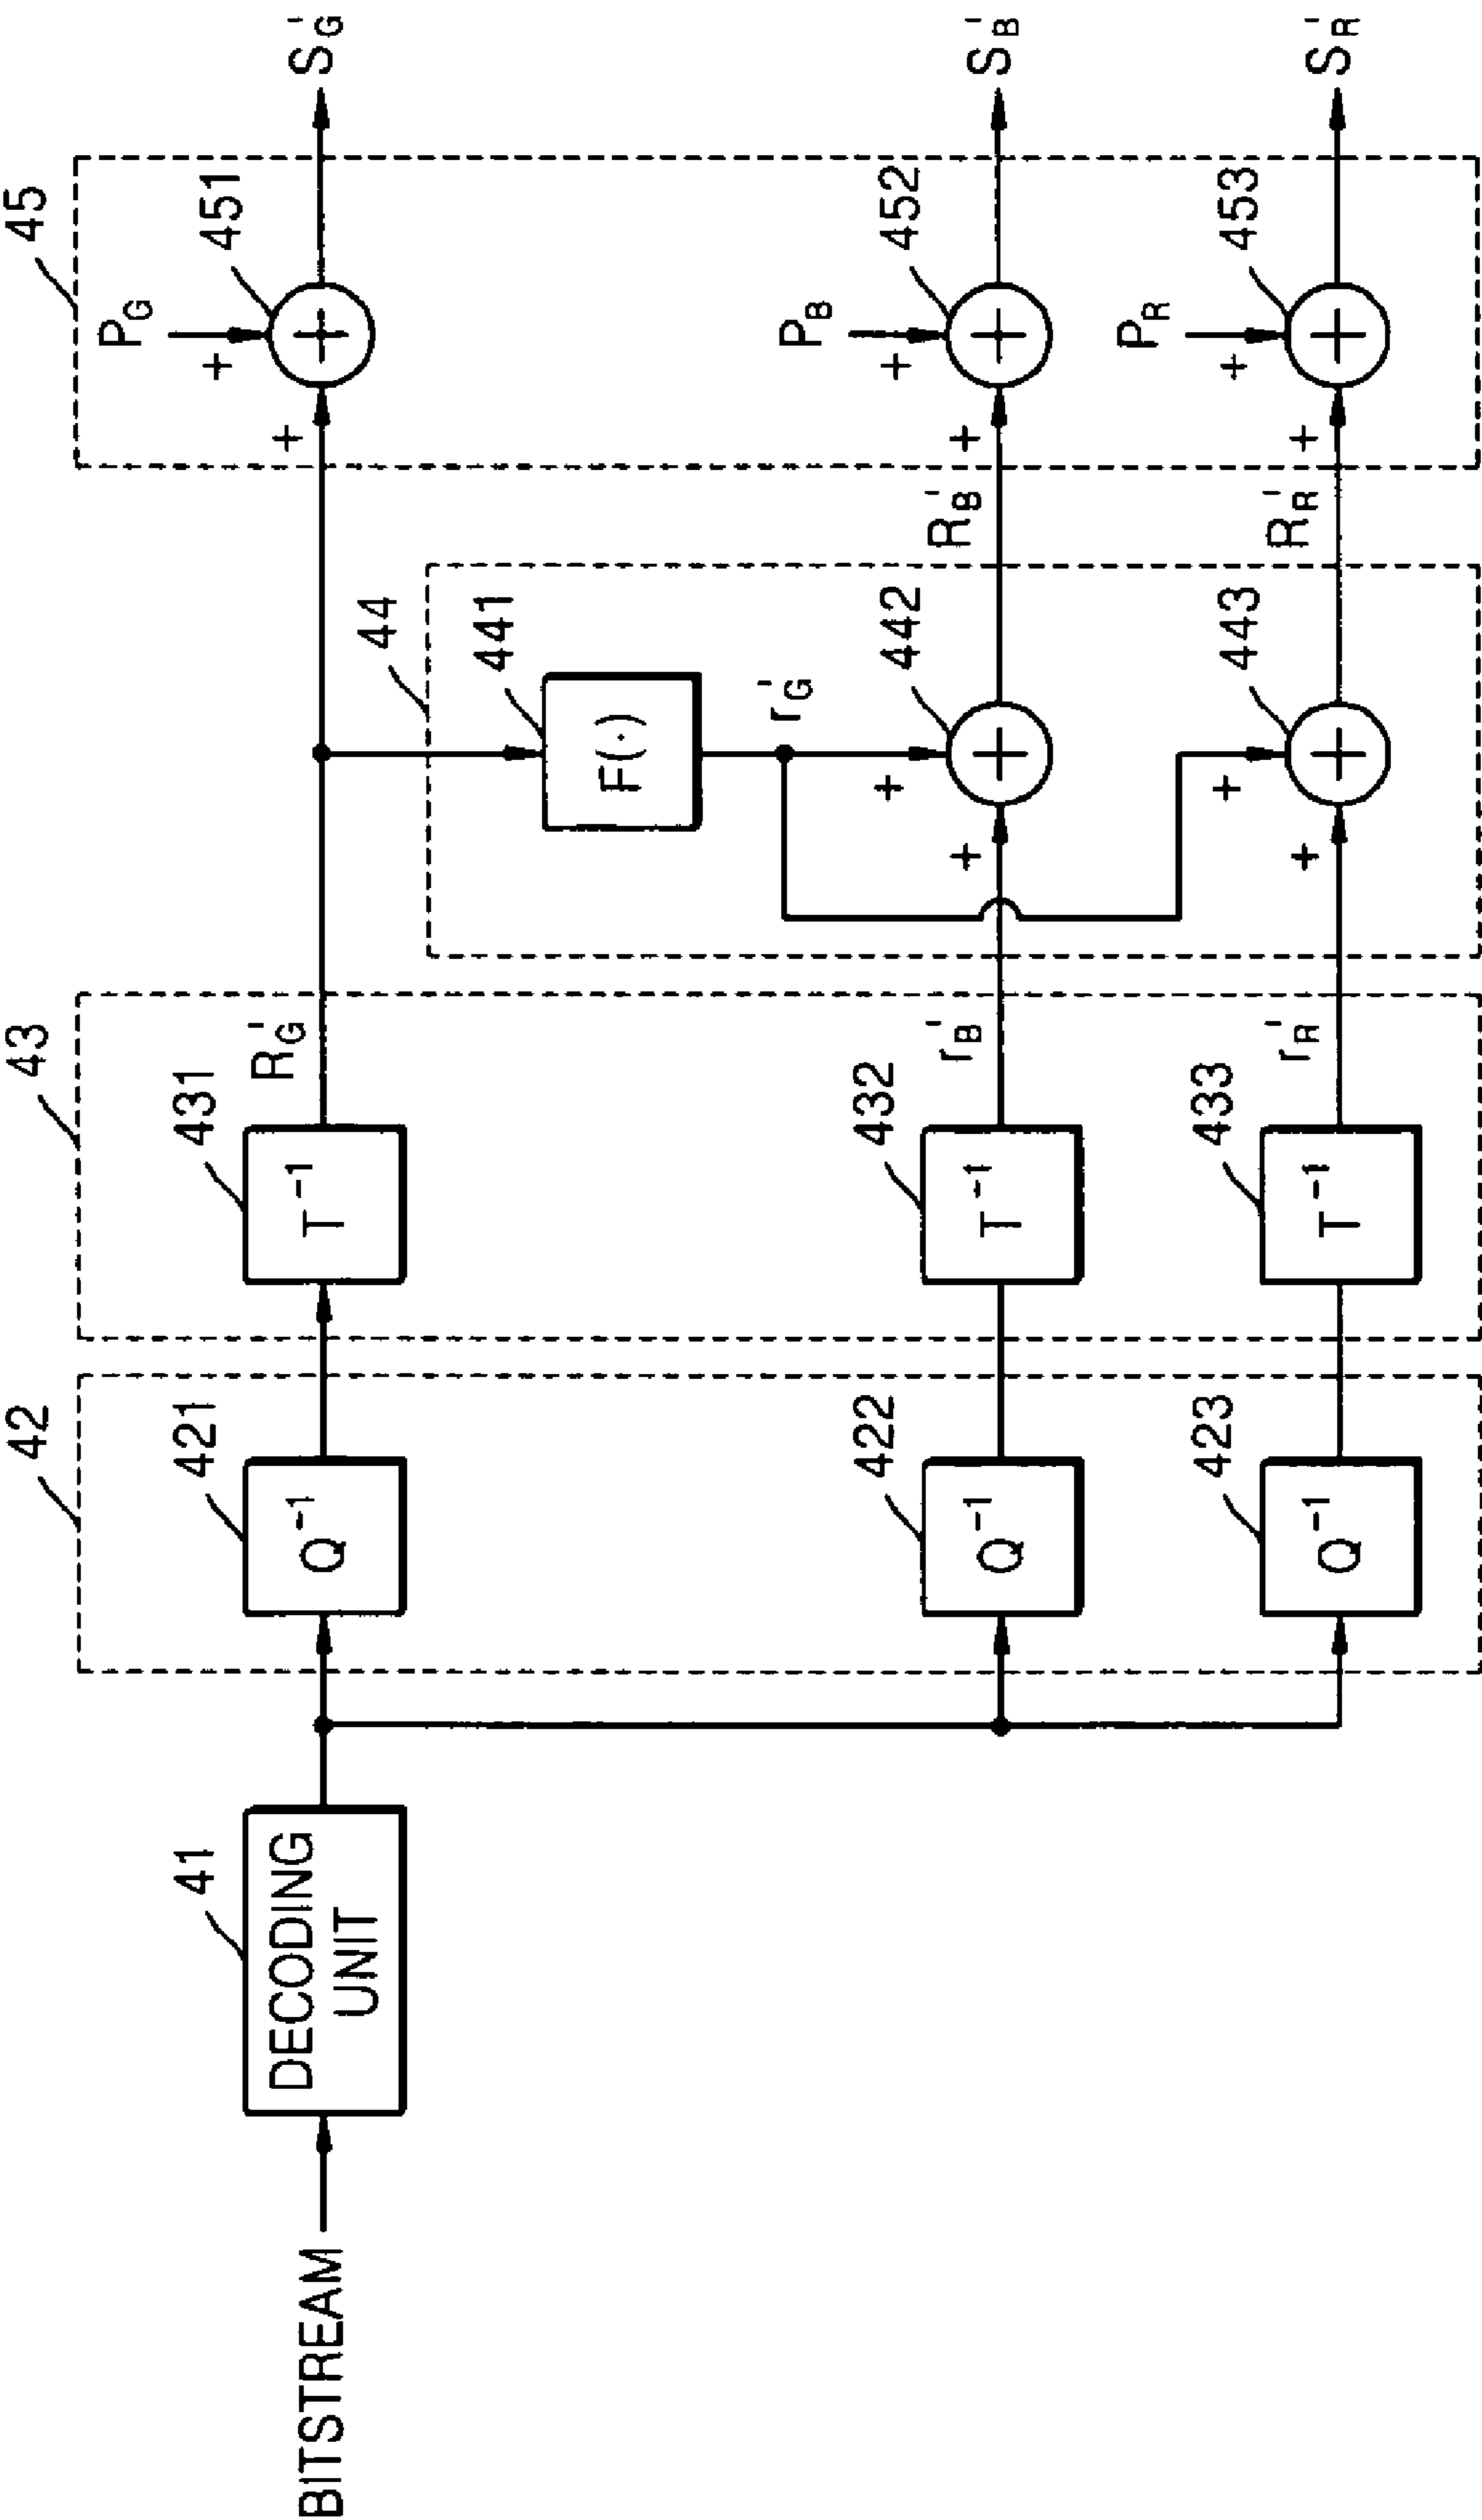 BITSTREAM
41
DECODING
UNIT
42
421
Q⁻¹
422
Q⁻¹
423
Q⁻¹
43
431
T⁻¹
R_G'
432
T⁻¹
r_B'
433
T⁻¹
r_R'
44
441
F(·)
r_G'
442
+
+
+
R_B'
443
+
+
+
R_R'
45
451
P_G
+
+
+
S_G'
452
P_B
+
+
+
S_B'
453
P_R
+
+
+
S_R'